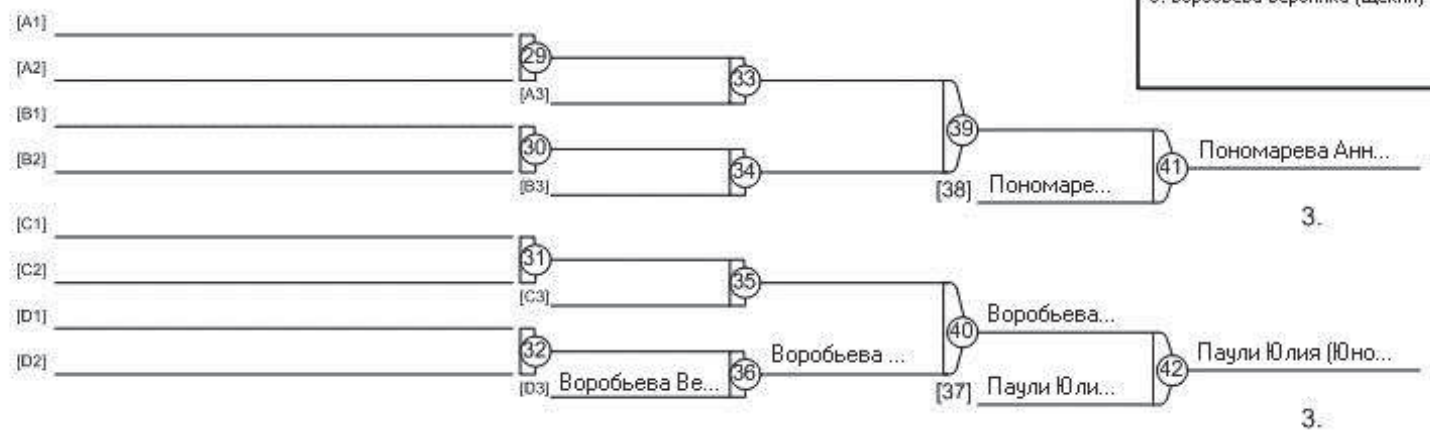 [A1]
29
[A2]
33
[A3]
[B1]
39
30
Пономарева Анн...
[B2]
41
34
[B3]
[38] Пономаре...
3.
[C1]
31
[C2]
35
[C3]
[D1]
Воробьева...
40
32
Воробьева ...
Паули Юлия (Юно...
[D2]
36
42
[D3] Воробьева Ве...
[37] Паули Юли...
3.